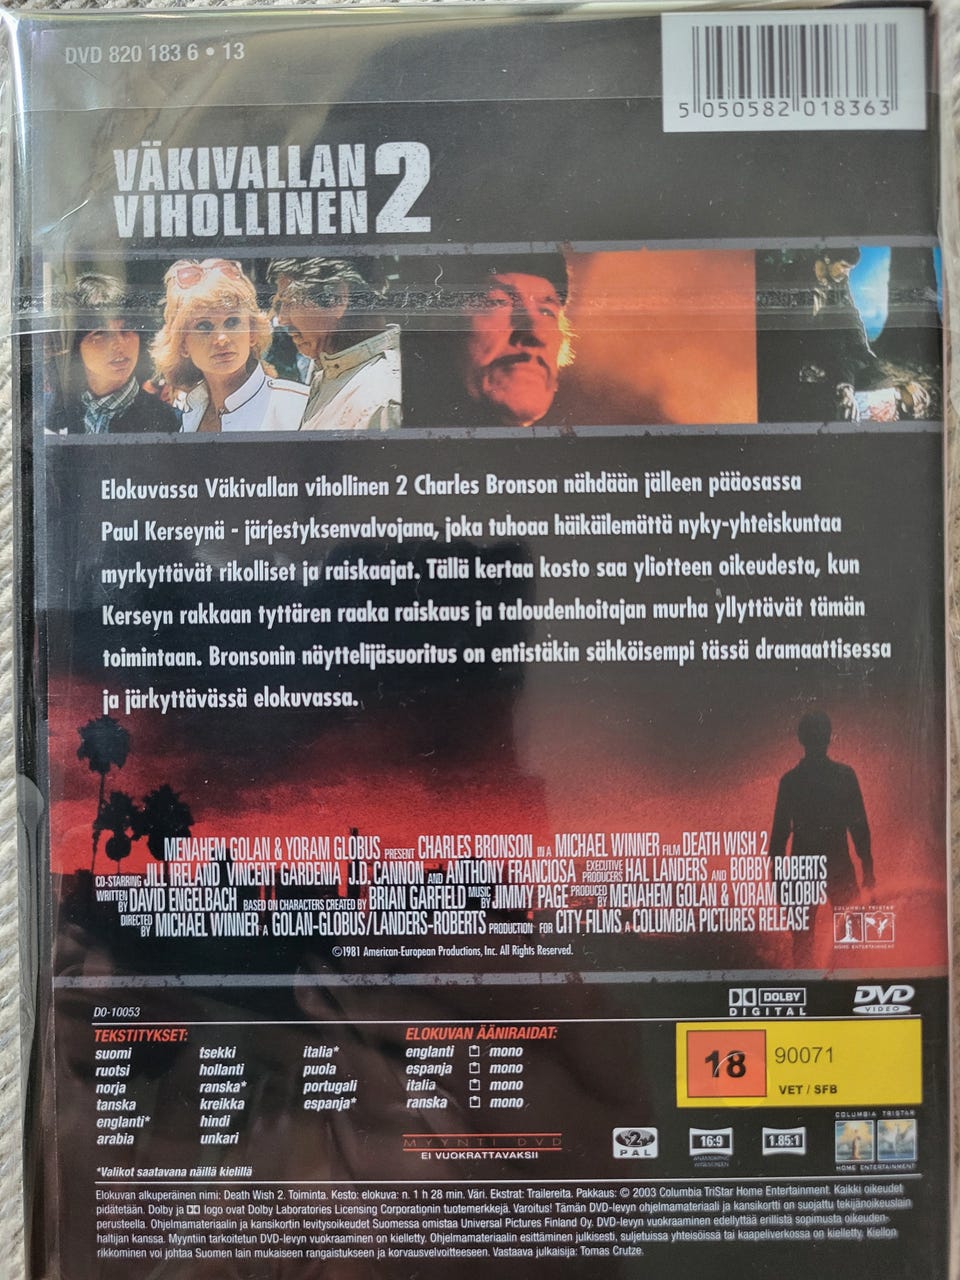 DVD 820 183 6 • 13
5 050582 018363
VÄKIVALLAN
VIHOLLINEN 2
Elokuvassa Väkivallan vihollinen 2 Charles Bronson nähdään jälleen pääosassa
Paul Kerseynä - järjestyksenvalvojana, joka tuhoaa häikäilemättä nyky-yhteiskuntaa
myrkyttävät rikolliset ja raiskaajat. Tällä kertaa kosto saa yliotteen oikeudesta, kun
Kerseyn rakkaan tyttären raaka raiskaus ja taloudenhoitajan murha yllyttävät tämän
toimintaan. Bronsonin näyttelijäsuoritus on entistäkin sähköisempi tässä dramaattisessa
ja järkyttävässä elokuvassa.
MENAHEM GOLAN & YORAM GLOBUS PRESENT CHARLES BRONSON IN A MICHAEL WINNER FILM DEATH WISH 2
CO-STARRING JILL IRELAND VINCENT GARDENIA J.D. CANNON AND ANTHONY FRANCIOSA EXECUTIVE PRODUCERS HAL LANDERS AND BOBBY ROBERTS
WRITTEN BY DAVID ENGELBACH BASED ON CHARACTERS CREATED BY BRIAN GARFIELD MUSIC BY JIMMY PAGE PRODUCED BY MENAHEM GOLAN & YORAM GLOBUS
DIRECTED BY MICHAEL WINNER A GOLAN-GLOBUS/LANDERS-ROBERTS PRODUCTION FOR CITY FILMS A COLUMBIA PICTURES RELEASE
©1981 American-European Productions, Inc. All Rights Reserved.
COLUMBIA TRISTAR
HOME ENTERTAINMENT
DO-10053
DOLBY
DIGITAL
DVD
VIDEO
TEKSTITYKSET:
suomi tsekki italia*
ruotsi hollanti puola
norja ranska* portugali
tanska kreikka espanja*
englanti* hindi
arabia unkari
*Valikot saatavana näillä kielillä
ELOKUVAN ÄÄNIRAIDAT:
englanti mono
espanja mono
italia mono
ranska mono
MYYNTI DVD
EI VUOKRATTAVAKSI!
18 90071
VET / SFB
2
PAL
16:9
ANAMORPHIC
WIDESCREEN
1.85:1
COLUMBIA TRISTAR
HOME ENTERTAINMENT
Elokuvan alkuperäinen nimi: Death Wish 2. Toiminta. Kesto: elokuva: n. 1 h 28 min. Väri. Ekstrat: Trailereita. Pakkaus: © 2003 Columbia TriStar Home Entertainment. Kaikki oikeudet
pidätetään. Dolby ja DD logo ovat Dolby Laboratories Licensing Corporationin tuotemerkkejä. Varoitus! Tämän DVD-levyn ohjelmamateriaali ja kansikortti on suojattu tekijänoikeuslain
perusteella. Ohjelmamateriaalin ja kansikortin levitysoikeudet Suomessa omistaa Universal Pictures Finland Oy. DVD-levyn vuokraaminen edellyttää erillistä sopimusta oikeuden-
haltijan kanssa. Myyntiin tarkoitetun DVD-levyn vuokraaminen on kielletty. Ohjelmamateriaalin esittäminen julkisesti, suljetuissa yhteisöissä tai kaapeliverkossa on kielletty. Kiellon
rikkominen voi johtaa Suomen lain mukaiseen rangaistukseen ja korvausvelvoitteeseen. Vastaava julkaisija: Tomas Crutze.